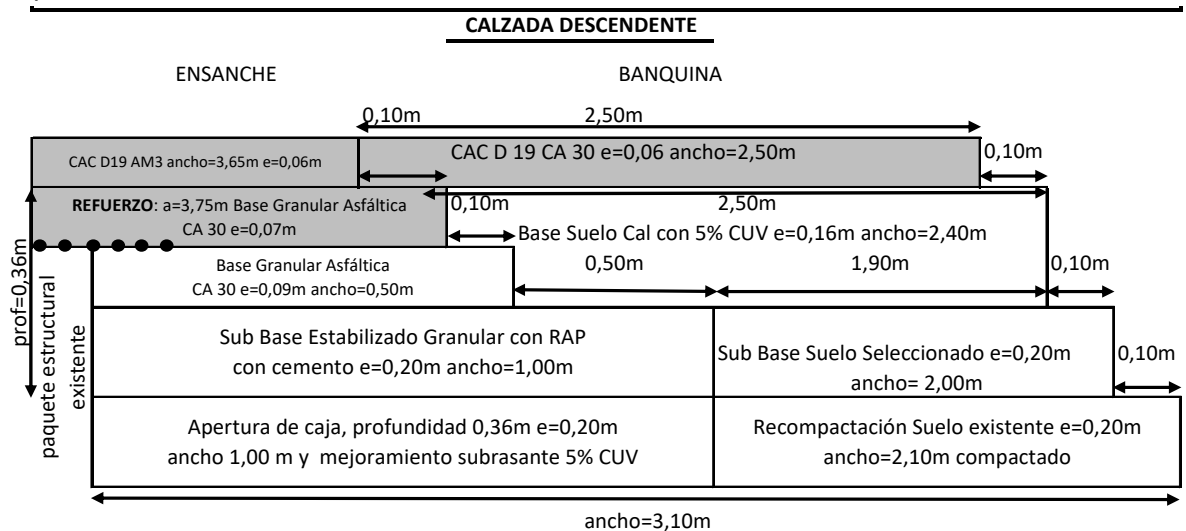 CALZADA DESCENDENTE
ENSANCHE
BANQUINA
0,10m
2,50m
CAC D19 AM3 ancho=3,65m e=0,06m
CAC D 19 CA 30 e=0,06 ancho=2,50m
0,10m
REFUERZO: a=3,75m Base Granular Asfáltica
CA 30 e=0,07m
0,10m
2,50m
Base Suelo Cal con 5% CUV e=0,16m ancho=2,40m
Base Granular Asfáltica
CA 30 e=0,09m ancho=0,50m
0,50m
1,90m
0,10m
prof=0,36m
paquete estructural
existente
Sub Base Estabilizado Granular con RAP
con cemento e=0,20m ancho=1,00m
Sub Base Suelo Seleccionado e=0,20m
ancho= 2,00m
0,10m
Apertura de caja, profundidad 0,36m e=0,20m
ancho 1,00 m y mejoramiento subrasante 5% CUV
Recompactación Suelo existente e=0,20m
ancho=2,10m compactado
ancho=3,10m